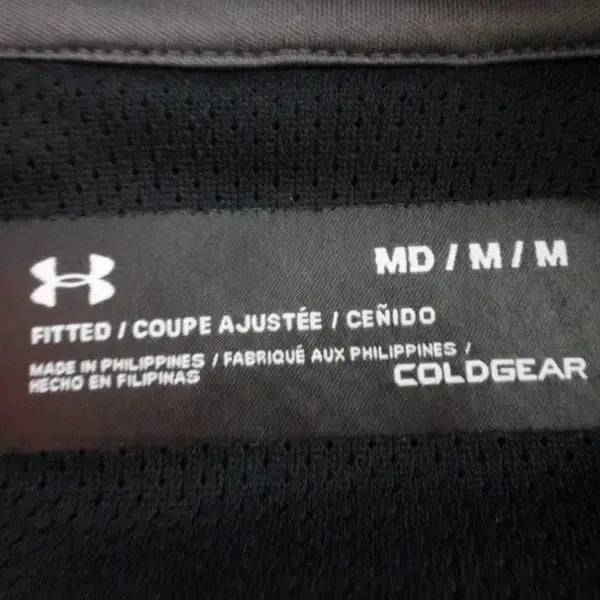 MD / M / M
FITTED / COUPE AJUSTÉE / CEÑIDO
MADE IN PHILIPPINES / FABRIQUÉ AUX PHILIPPINES /
HECHO EN FILIPINAS
COLDGEAR